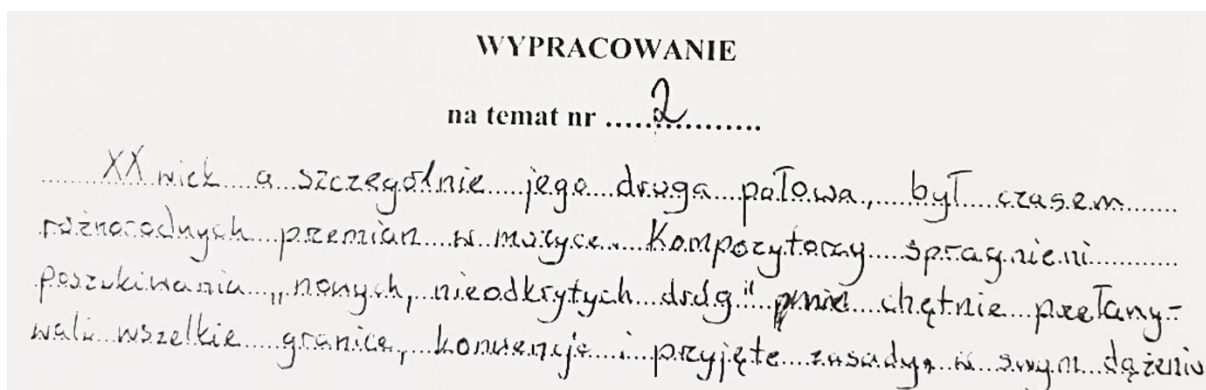 WYPRACOWANIE
na temat nr .....2..............
XX wiek a szczególnie jego druga połowa, był czasem
różnorodnych przemian w muzyce. Kompozytorzy spragnieni
poszukiwania „nowych, nieodkrytych dróg" chętnie przełamy-
wali wszelkie granice, konwencje i przyjęte zasady, w swym dążeniu